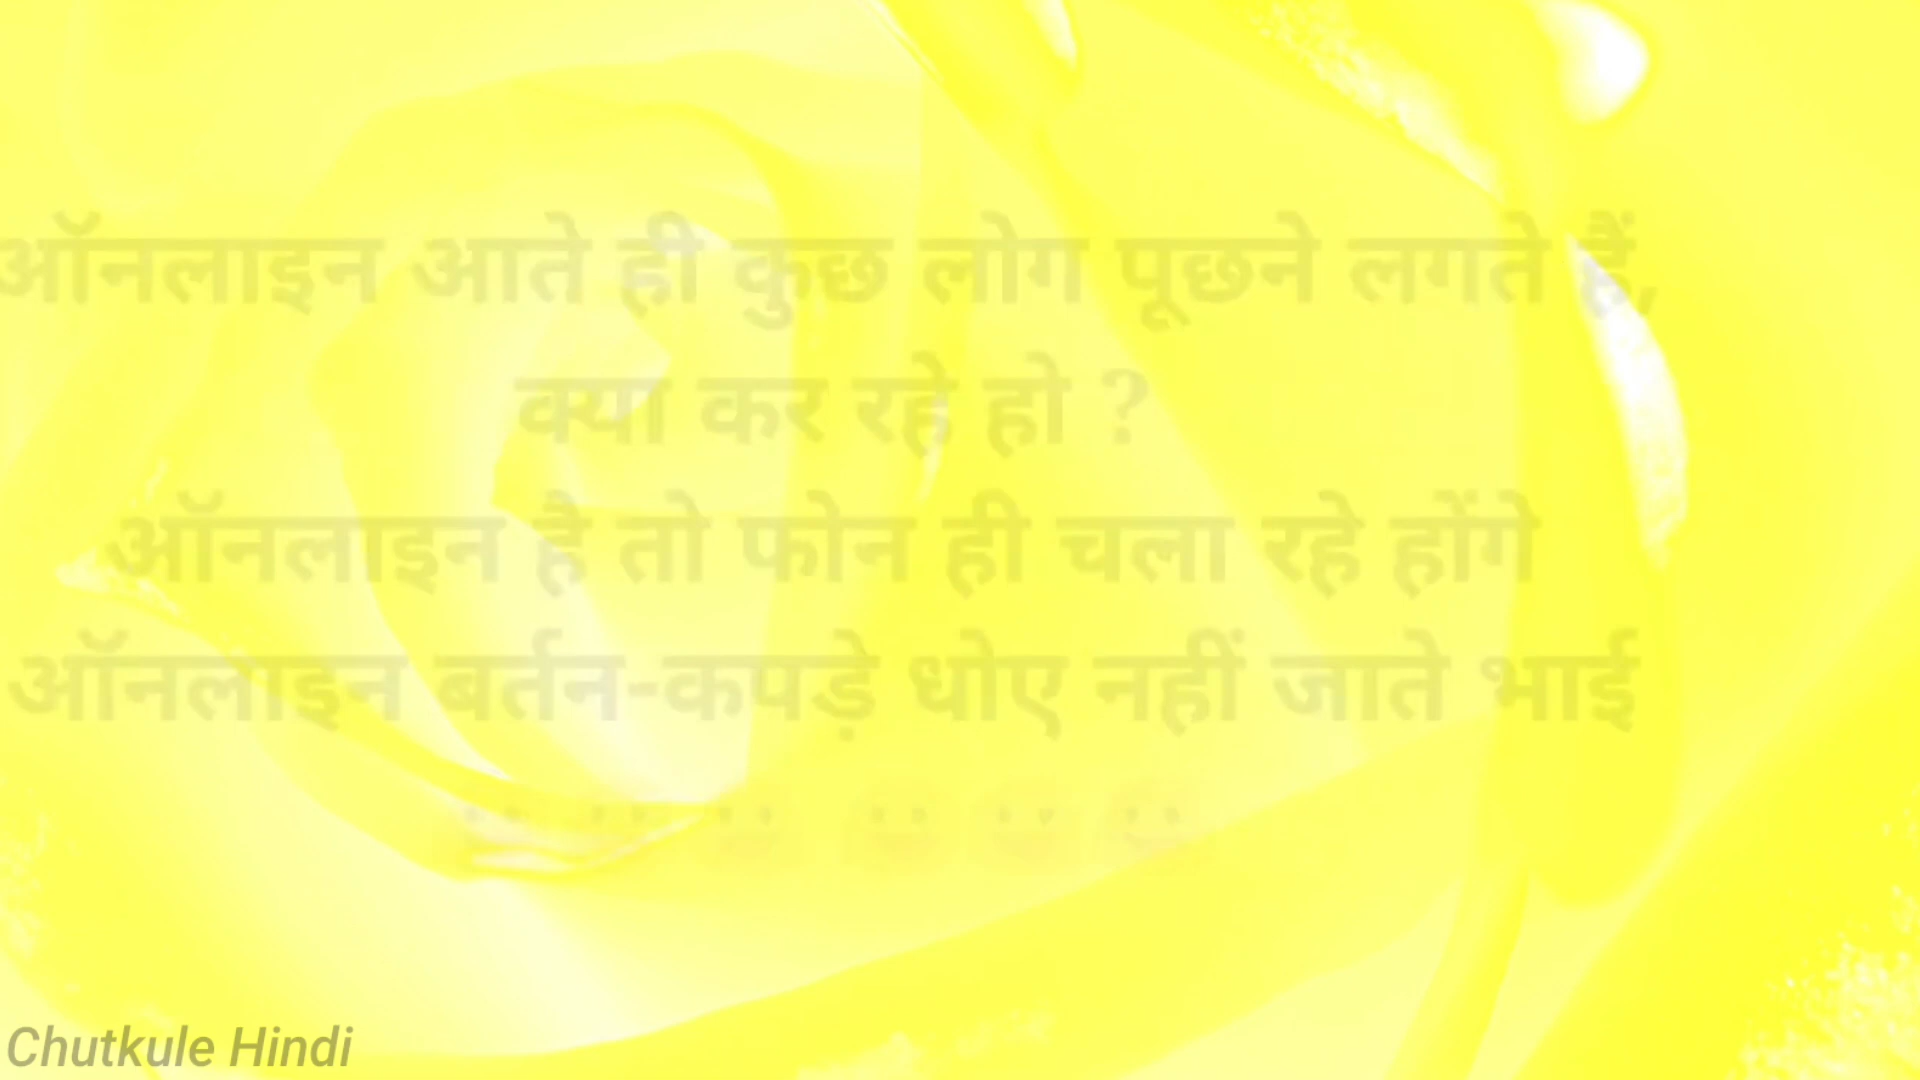 ऑनलाइन आते ही कुछ लोग पूछने लगते हैं,
क्या कर रहे हो ?
ऑनलाइन है तो फोन ही चला रहे होंगे
ऑनलाइन बर्तन-कपड़े धोए नहीं जाते भाई
Chutkule Hindi